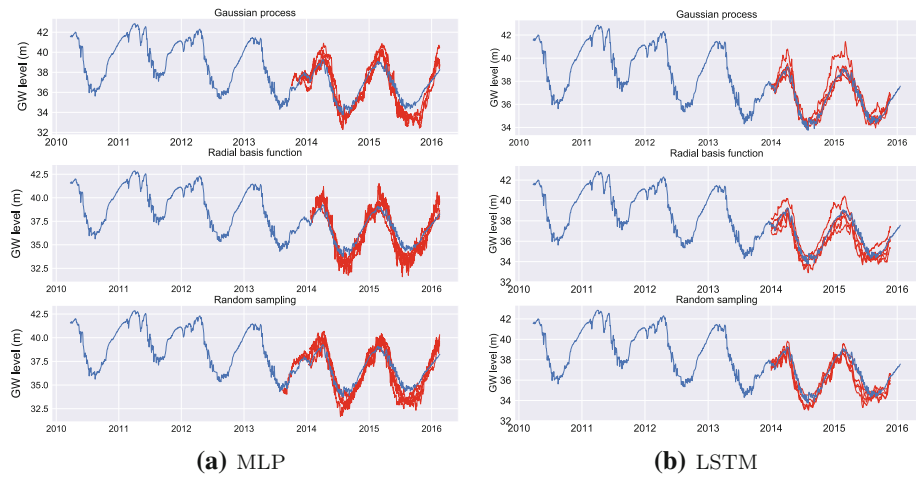 Gaussian process
GW level (m)
42
40
38
36
34
32
2010 2011 2012 2013 2014 2015 2016
Radial basis function
GW level (m)
42.5
40.0
37.5
35.0
32.5
2010 2011 2012 2013 2014 2015 2016
Random sampling
GW level (m)
42.5
40.0
37.5
35.0
32.5
2010 2011 2012 2013 2014 2015 2016
(a) MLP
Gaussian process
GW level (m)
42
40
38
36
34
2010 2011 2012 2013 2014 2015 2016
Radial basis function
GW level (m)
42
40
38
36
34
32
2010 2011 2012 2013 2014 2015 2016
Random sampling
GW level (m)
42
40
38
36
34
32
2010 2011 2012 2013 2014 2015 2016
(b) LSTM